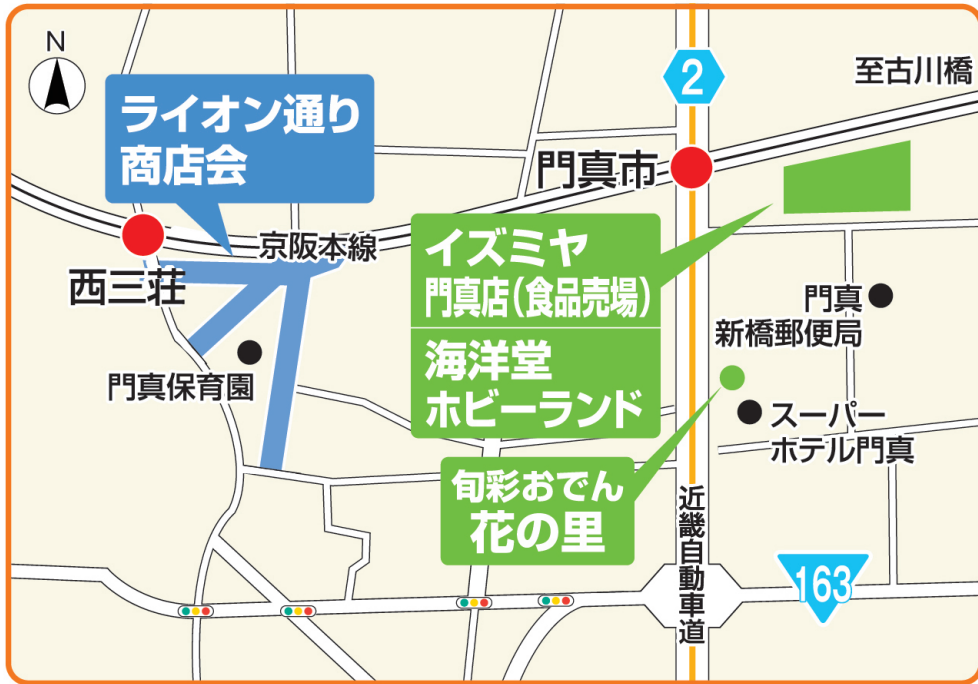 N
ライオン通り
商店会
2
至古川橋
門真市
京阪本線
西三荘
イズミヤ
門真店(食品売場)
海洋堂
ホビーランド
門真
新橋郵便局
門真保育園
スーパー
ホテル門真
旬彩おでん
花の里
近畿自動車道
163